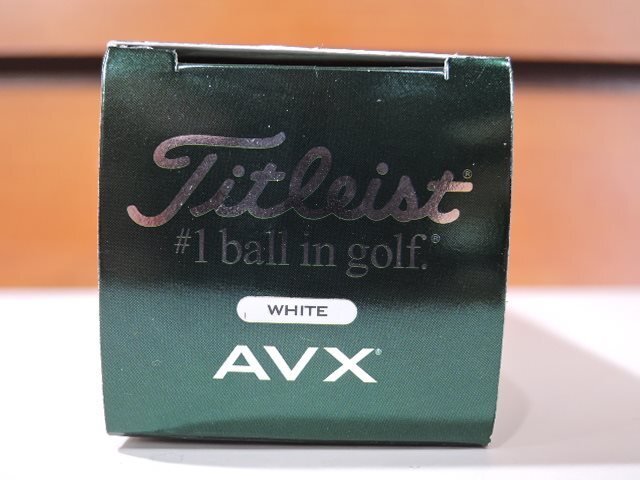 Titleist®
#1 ball in golf.®
WHITE
AVX®